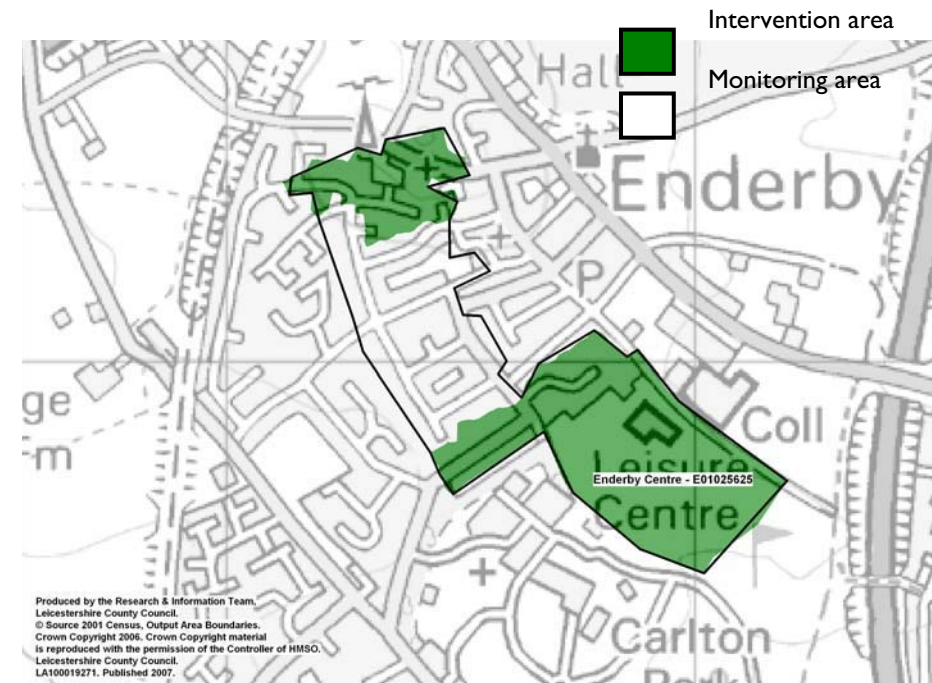 Intervention area
Monitoring area
Hall
Enderby
P
ge
m
Coll
Leisure
Enderby Centre - E01025625
Centre
Carlton
Park
Produced by the Research & Information Team,
Leicestershire County Council.
© Source 2001 Census, Output Area Boundaries.
Crown Copyright 2006. Crown Copyright material
is reproduced with the permission of the Controller of HMSO.
Leicestershire County Council.
LA100019271. Published 2007.